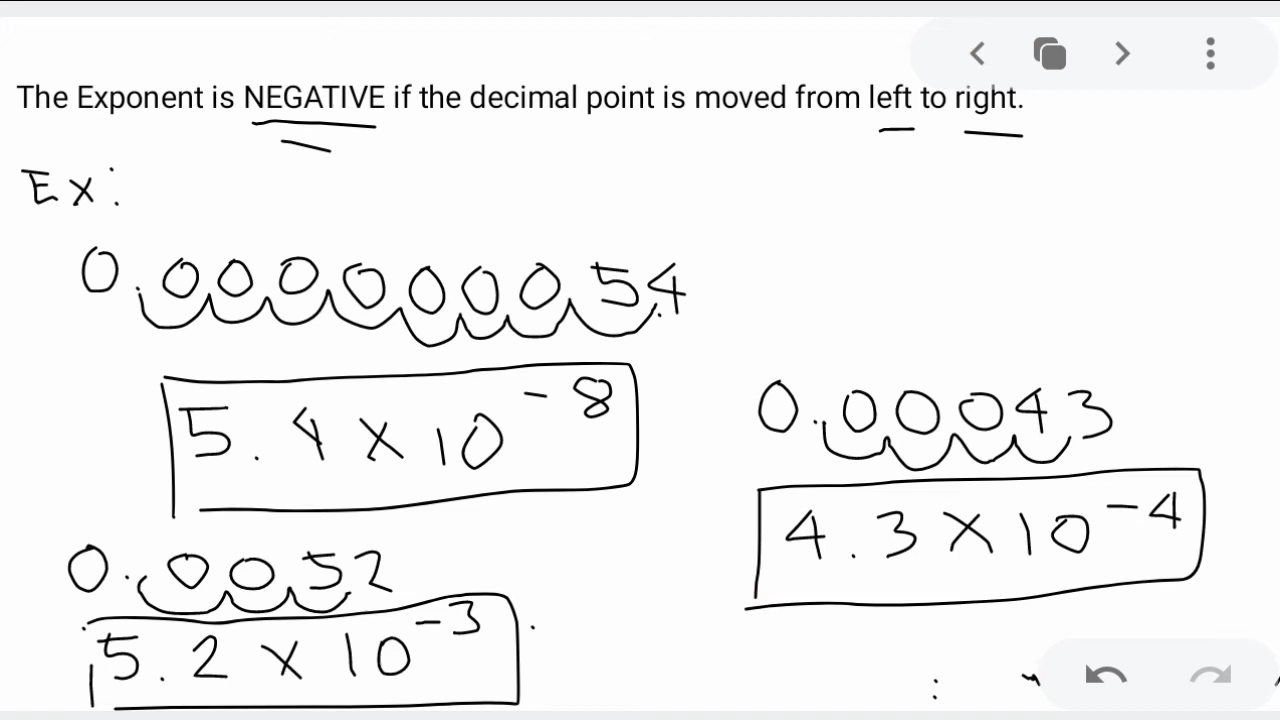 The Exponent is NEGATIVE if the decimal point is moved from left to right.
Ex:
0.000000054
5.4 x 10^-8
0.00043
4.3 x 10^-4
0.0052
5.2 x 10^-3